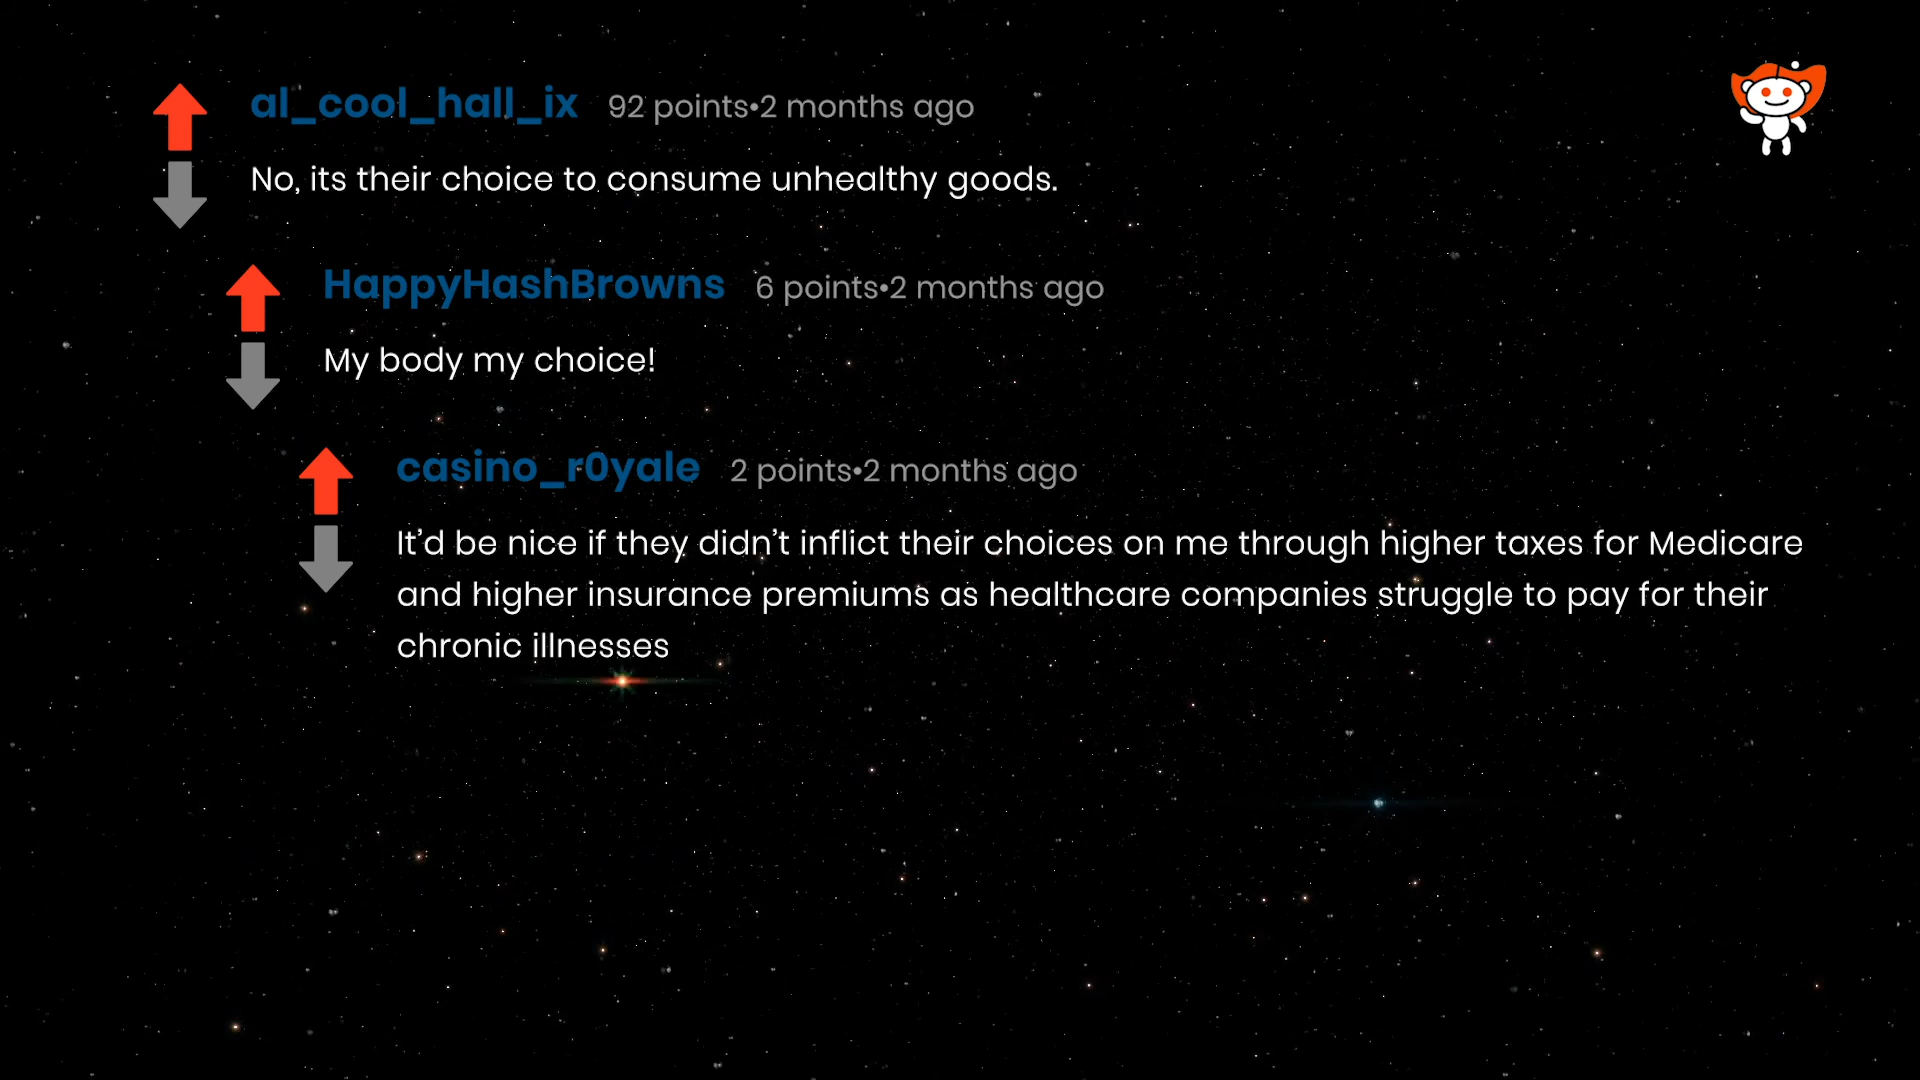 al_cool_hall_ix 92 points•2 months ago
No, its their choice to consume unhealthy goods.
HappyHashBrowns 6 points•2 months ago
My body my choice!
casino_r0yale 2 points•2 months ago
It’d be nice if they didn’t inflict their choices on me through higher taxes for Medicare
and higher insurance premiums as healthcare companies struggle to pay for their
chronic illnesses